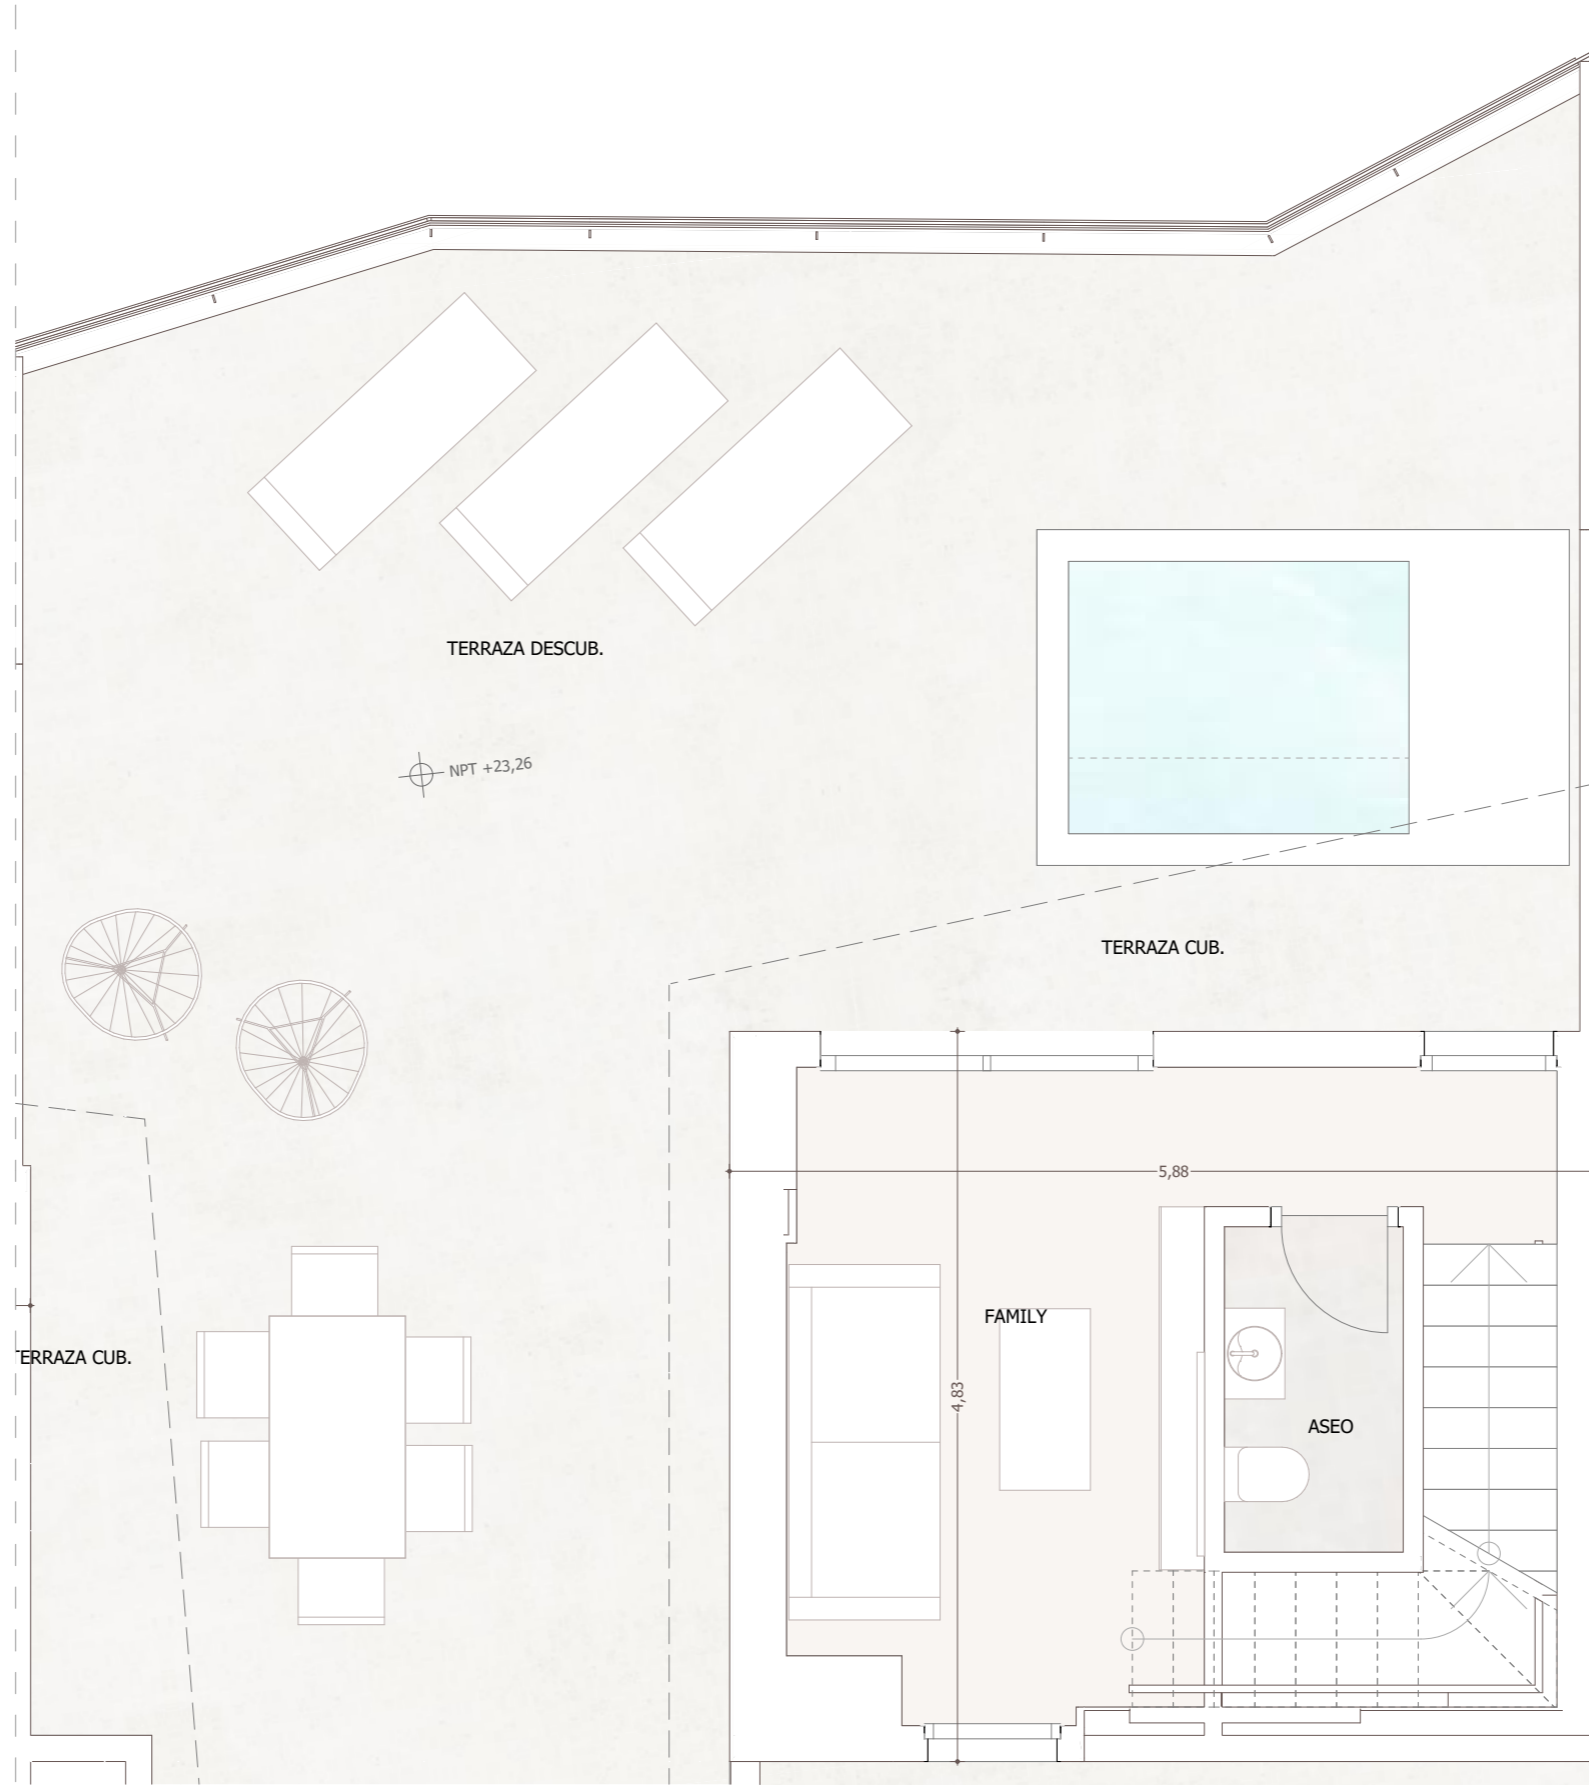 TERRAZA DESCUB.
NPT +23,26
TERRAZA CUB.
5,88
FAMILY
TERRAZA CUB.
4,83
ASEO